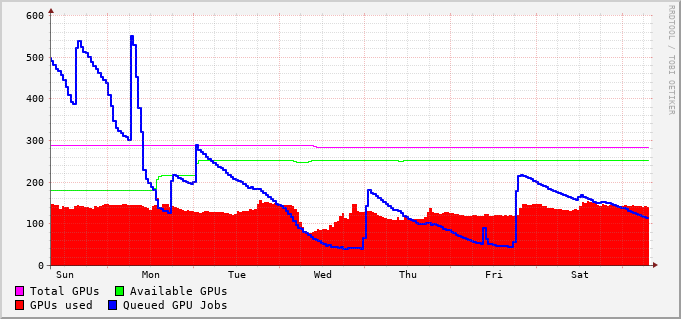 600
500
400
300
200
100
0
Sun Mon Tue Wed Thu Fri Sat
Total GPUs Available GPUs
GPUs used Queued GPU Jobs
RRDTOOL / TOBI OETIKER